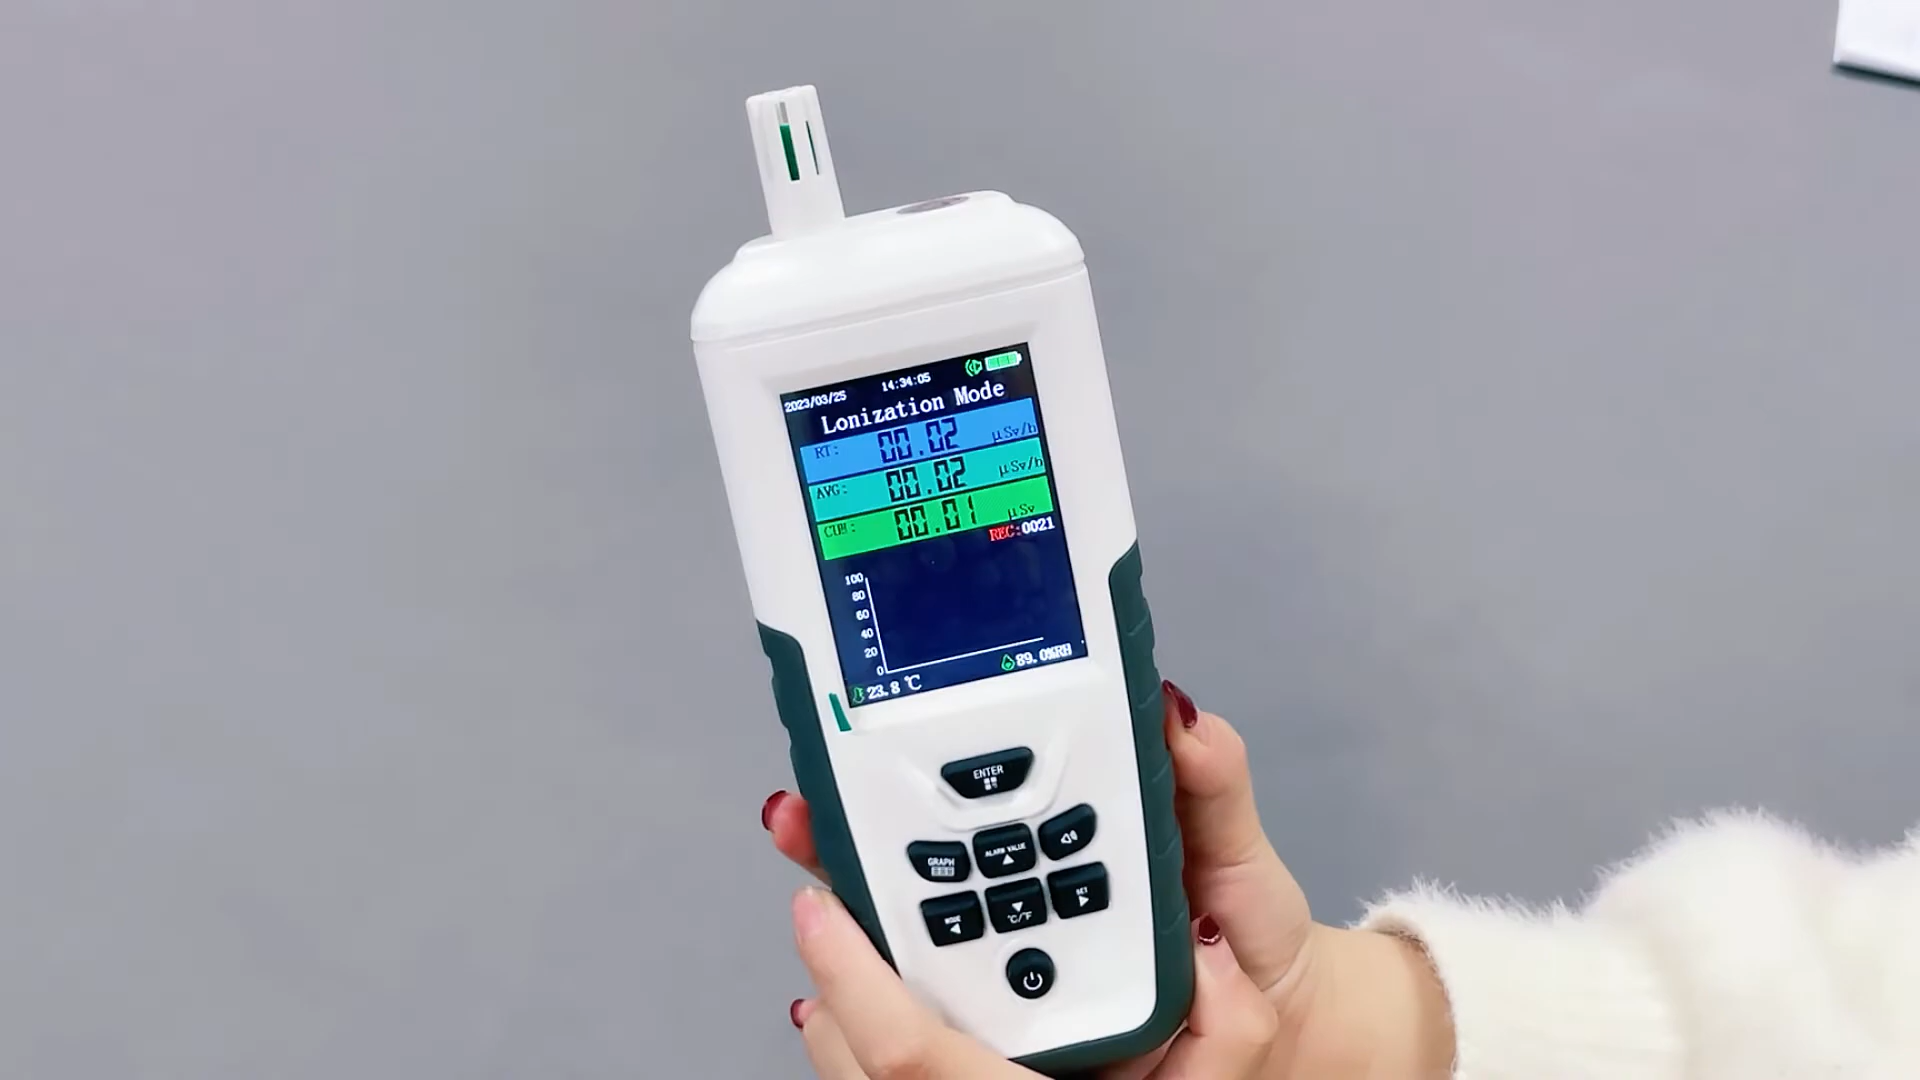 2023/03/25 14:34:05
Lonization Mode
RT: 00.02 μSv/h
AVG: 00.02 μSv/h
CUM: 00.01 μSv
REC:0021
100
80
60
40
20
0
23.8 ℃ 89.0%RH
ENTER
GRAPH
ALARM VALUE
MODE
℃/℉
SET